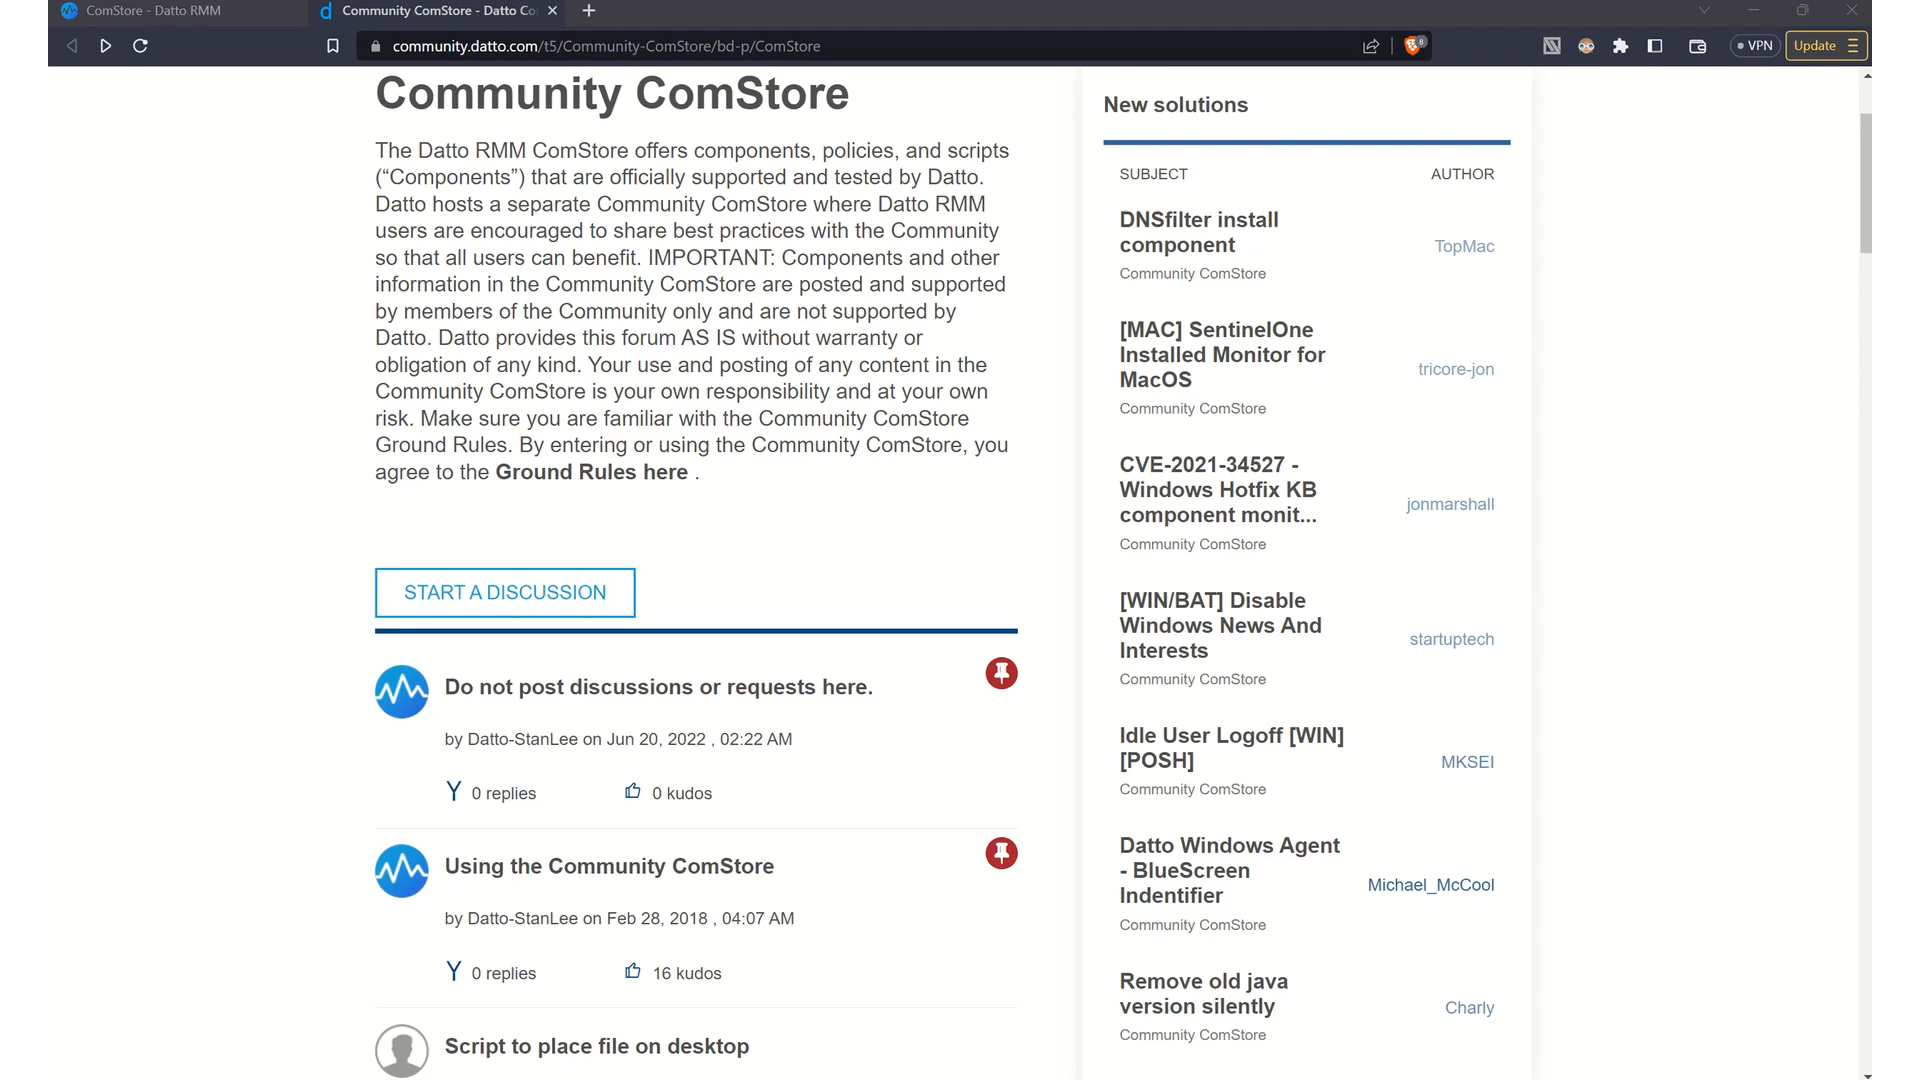 ComStore - Datto RMM
Community ComStore - Datto Co
community.datto.com/t5/Community-ComStore/bd-p/ComStore
8
VPN
Update
Community ComStore
The Datto RMM ComStore offers components, policies, and scripts
(“Components”) that are officially supported and tested by Datto.
Datto hosts a separate Community ComStore where Datto RMM
users are encouraged to share best practices with the Community
so that all users can benefit. IMPORTANT: Components and other
information in the Community ComStore are posted and supported
by members of the Community only and are not supported by
Datto. Datto provides this forum AS IS without warranty or
obligation of any kind. Your use and posting of any content in the
Community ComStore is your own responsibility and at your own
risk. Make sure you are familiar with the Community ComStore
Ground Rules. By entering or using the Community ComStore, you
agree to the Ground Rules here .
START A DISCUSSION
Do not post discussions or requests here.
by Datto-StanLee on Jun 20, 2022 , 02:22 AM
0 replies
0 kudos
Using the Community ComStore
by Datto-StanLee on Feb 28, 2018 , 04:07 AM
0 replies
16 kudos
Script to place file on desktop
New solutions
SUBJECT
AUTHOR
DNSfilter install
component
TopMac
Community ComStore
[MAC] SentinelOne
Installed Monitor for
MacOS
tricore-jon
Community ComStore
CVE-2021-34527 -
Windows Hotfix KB
component monit...
jonmarshall
Community ComStore
[WIN/BAT] Disable
Windows News And
Interests
startuptech
Community ComStore
Idle User Logoff [WIN]
[POSH]
MKSEI
Community ComStore
Datto Windows Agent
- BlueScreen
Indentifier
Michael_McCool
Community ComStore
Remove old java
version silently
Charly
Community ComStore